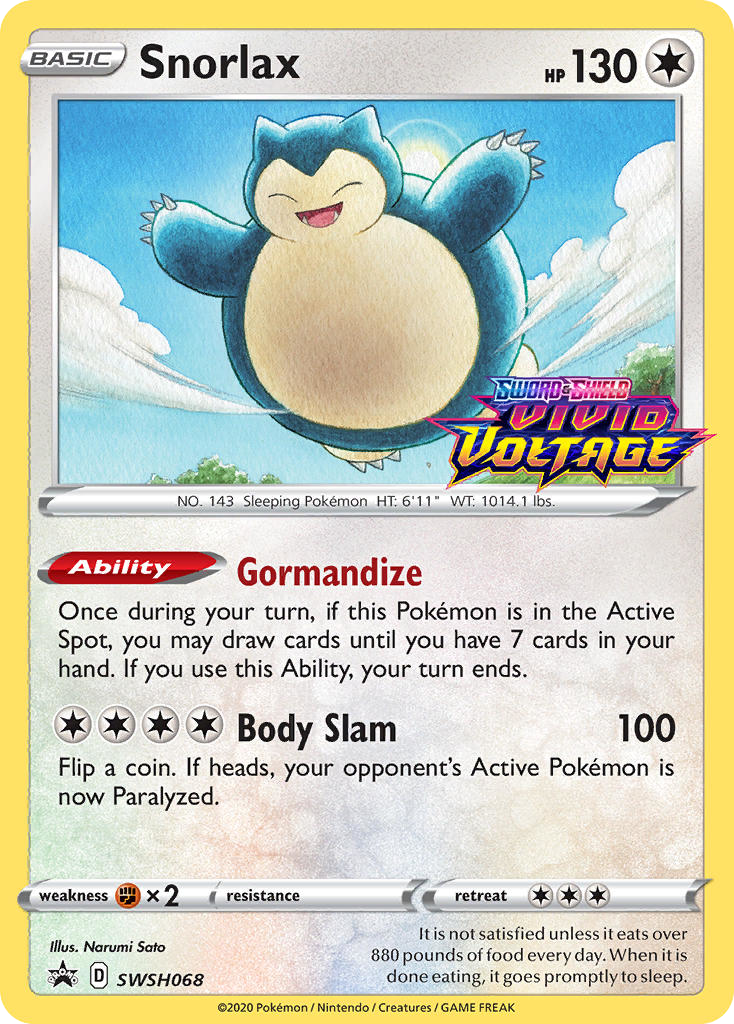 BASIC Snorlax HP 130
SWORD & SHIELD
VIVID
VOLTAGE
NO. 143 Sleeping Pokémon HT: 6'11" WT: 1014.1 lbs.
Ability Gormandize
Once during your turn, if this Pokémon is in the Active
Spot, you may draw cards until you have 7 cards in your
hand. If you use this Ability, your turn ends.
Body Slam 100
Flip a coin. If heads, your opponent's Active Pokémon is
now Paralyzed.
weakness ×2 resistance retreat
Illus. Narumi Sato
D SWSH068
It is not satisfied unless it eats over
880 pounds of food every day. When it is
done eating, it goes promptly to sleep.
©2020 Pokémon / Nintendo / Creatures / GAME FREAK